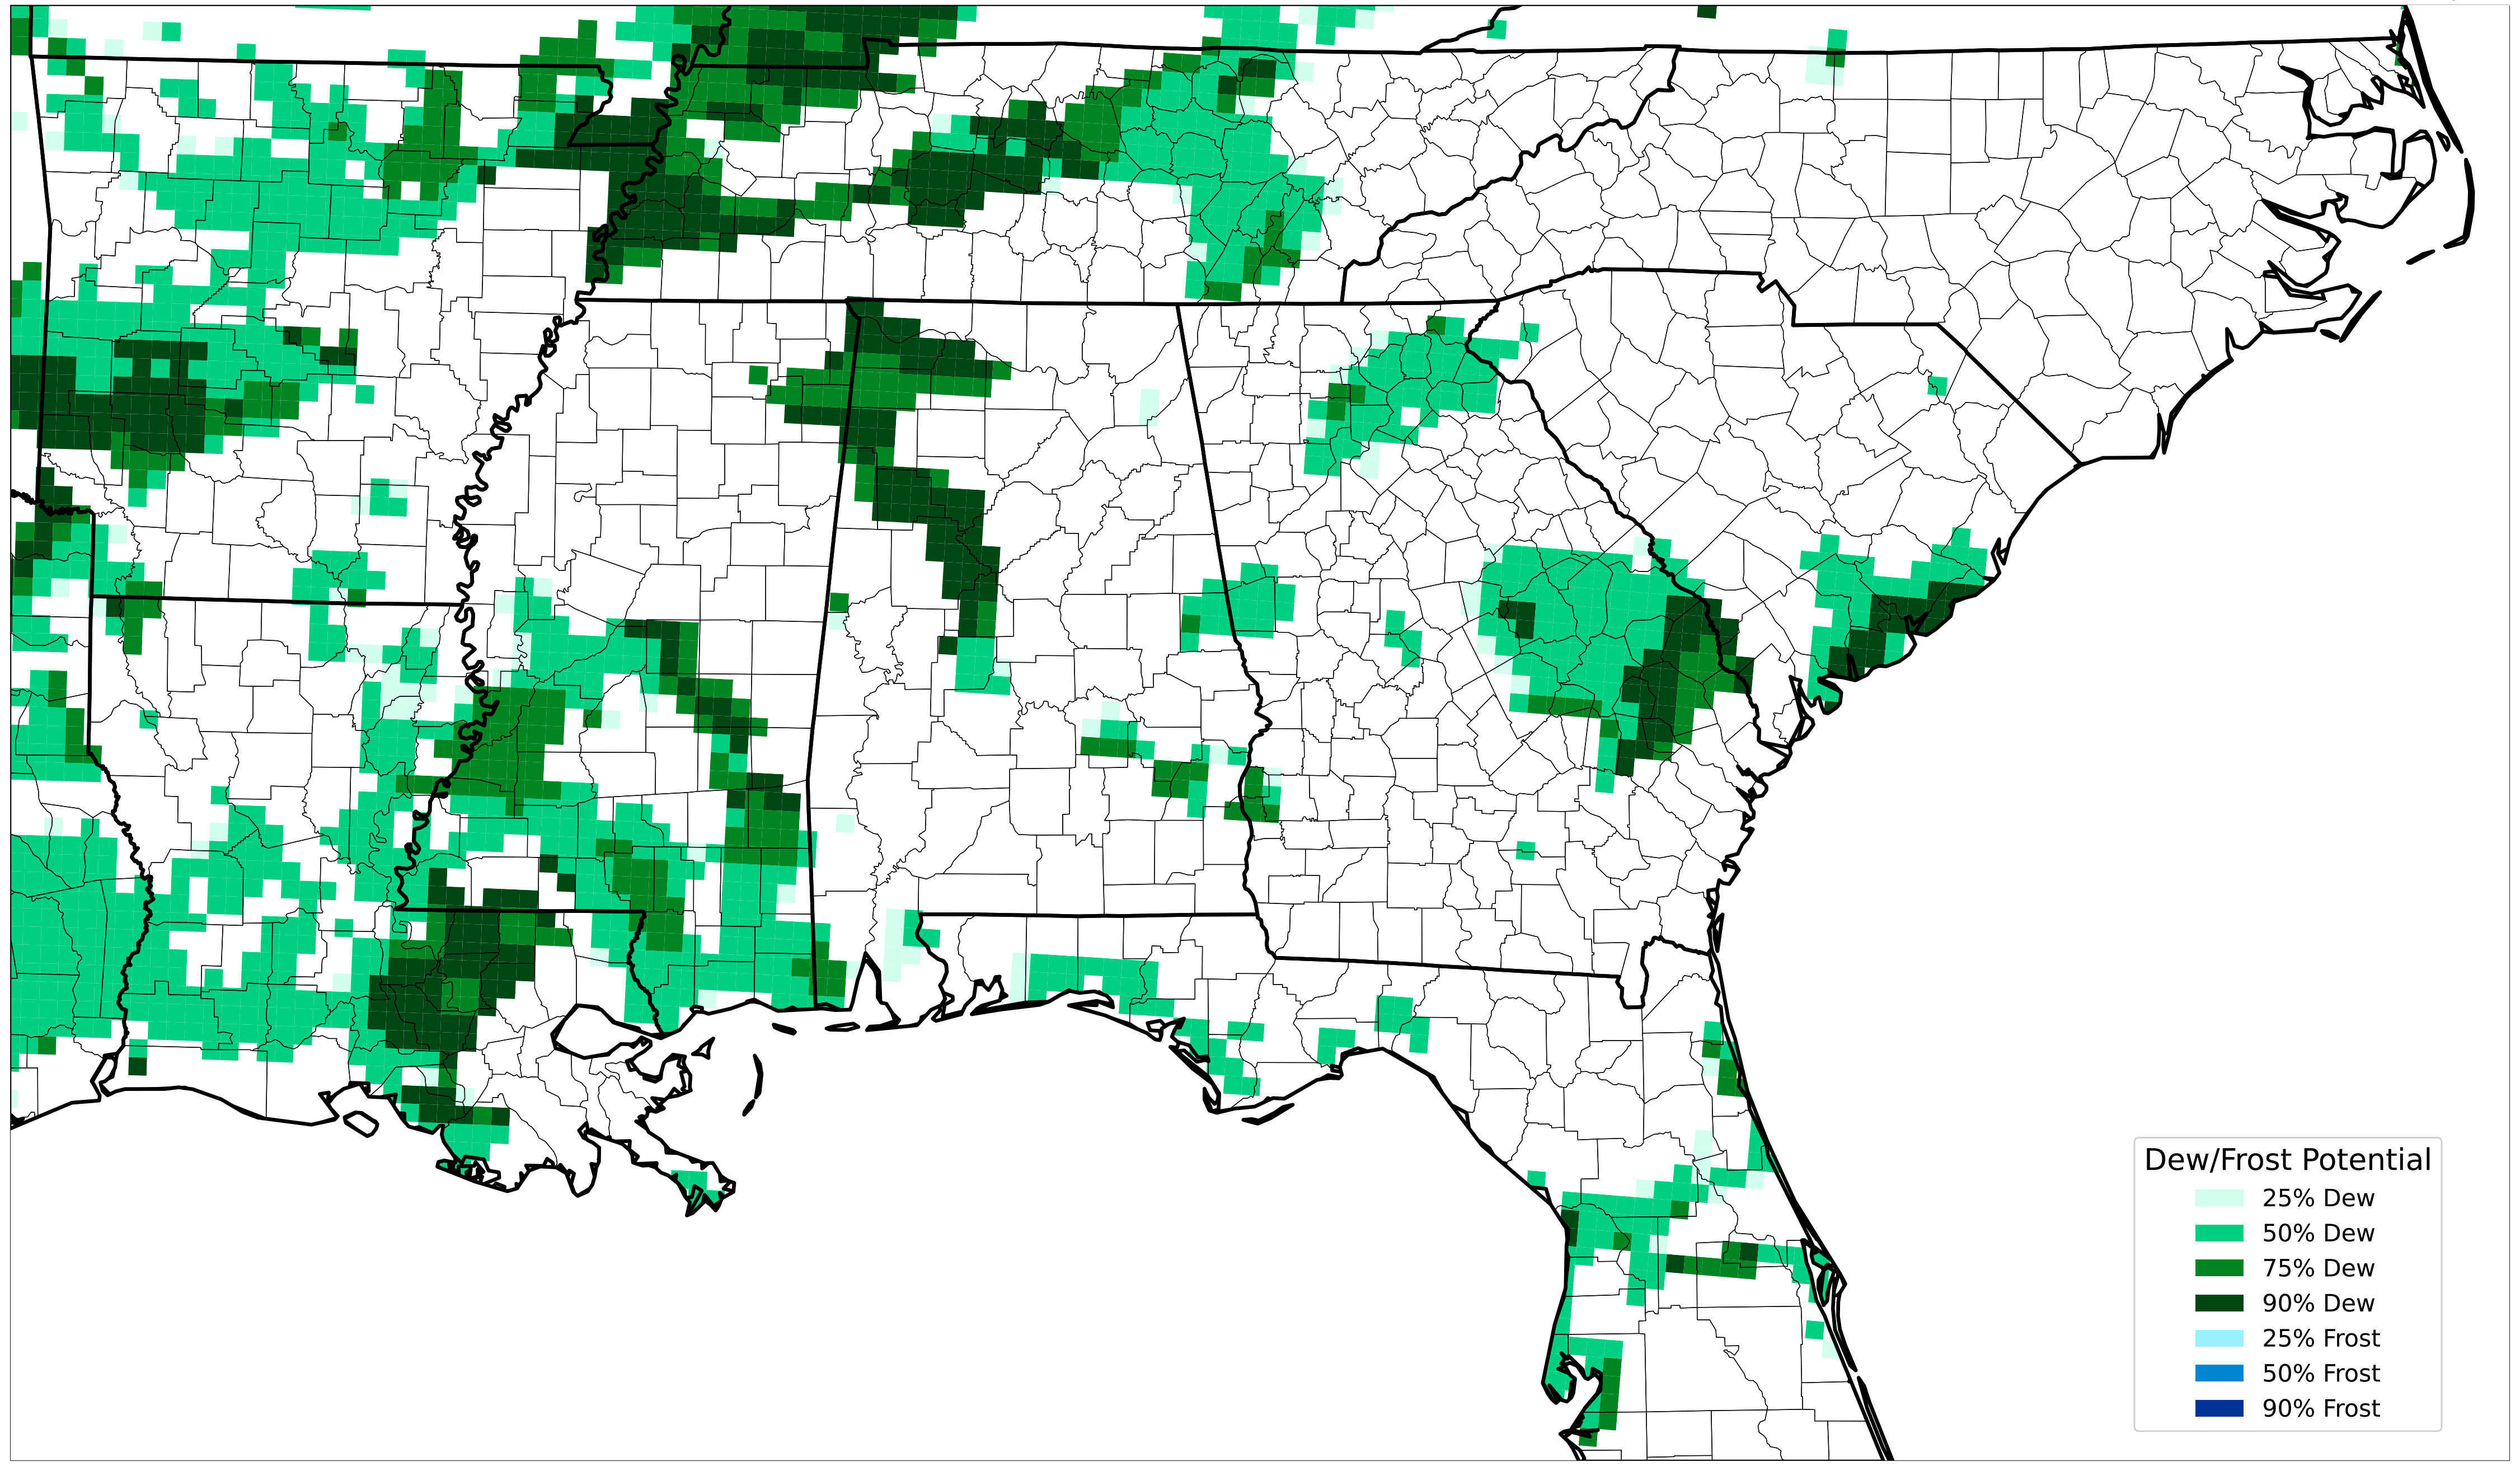 Dew/Frost Potential
25% Dew
50% Dew
75% Dew
90% Dew
25% Frost
50% Frost
90% Frost